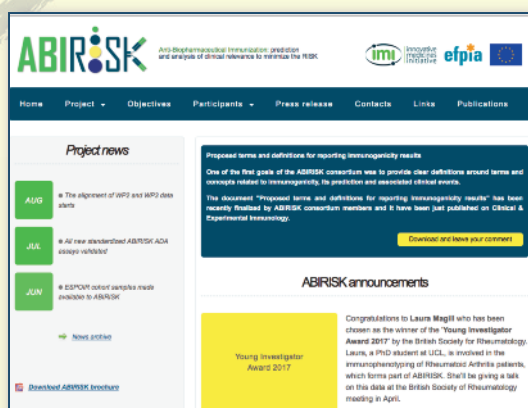 ABIRISK
Anti-Biopharmaceutical Immunization: prediction
and analysis of clinical relevance to minimize the RISK
imi
innovative
medicines
initiative
efpia
Home Project Objectives Participants Press release Contacts Links Publications
Project news
AUG
The alignment of WP2 and WP3 data
starts
JUL
All new standardized ABIRISK ADA
assays validated
JUN
ESPOIR cohort samples made
available to ABIRISK
News archive
Download ABIRISK brochure
Proposed terms and definitions for reporting immunogenicity
results
One of the first goals of the ABIRISK consortium was to provide clear definitions around terms and
concepts related to immunogenicity, its prediction and associated clinical events.
The document "Proposed terms and definitions for reporting immunogenicity results" has been
recently finalized by ABIRISK consortium members and it have been just published on Clinical &
Experimental Immunology.
Download and leave your comment
ABIRISK announcements
Young Investigator
Award 2017
Congratulations to Laura Magill who has been
chosen as the winner of the 'Young Investigator
Award 2017' by the British Society for Rheumatology.
Laura, a PhD student at UCL, is involved in the
immunophenotyping of Rheumatoid Arthritis patients,
which forms part of ABIRISK. She'll be giving a talk
on this data at the British Society of Rheumatology
meeting in April.